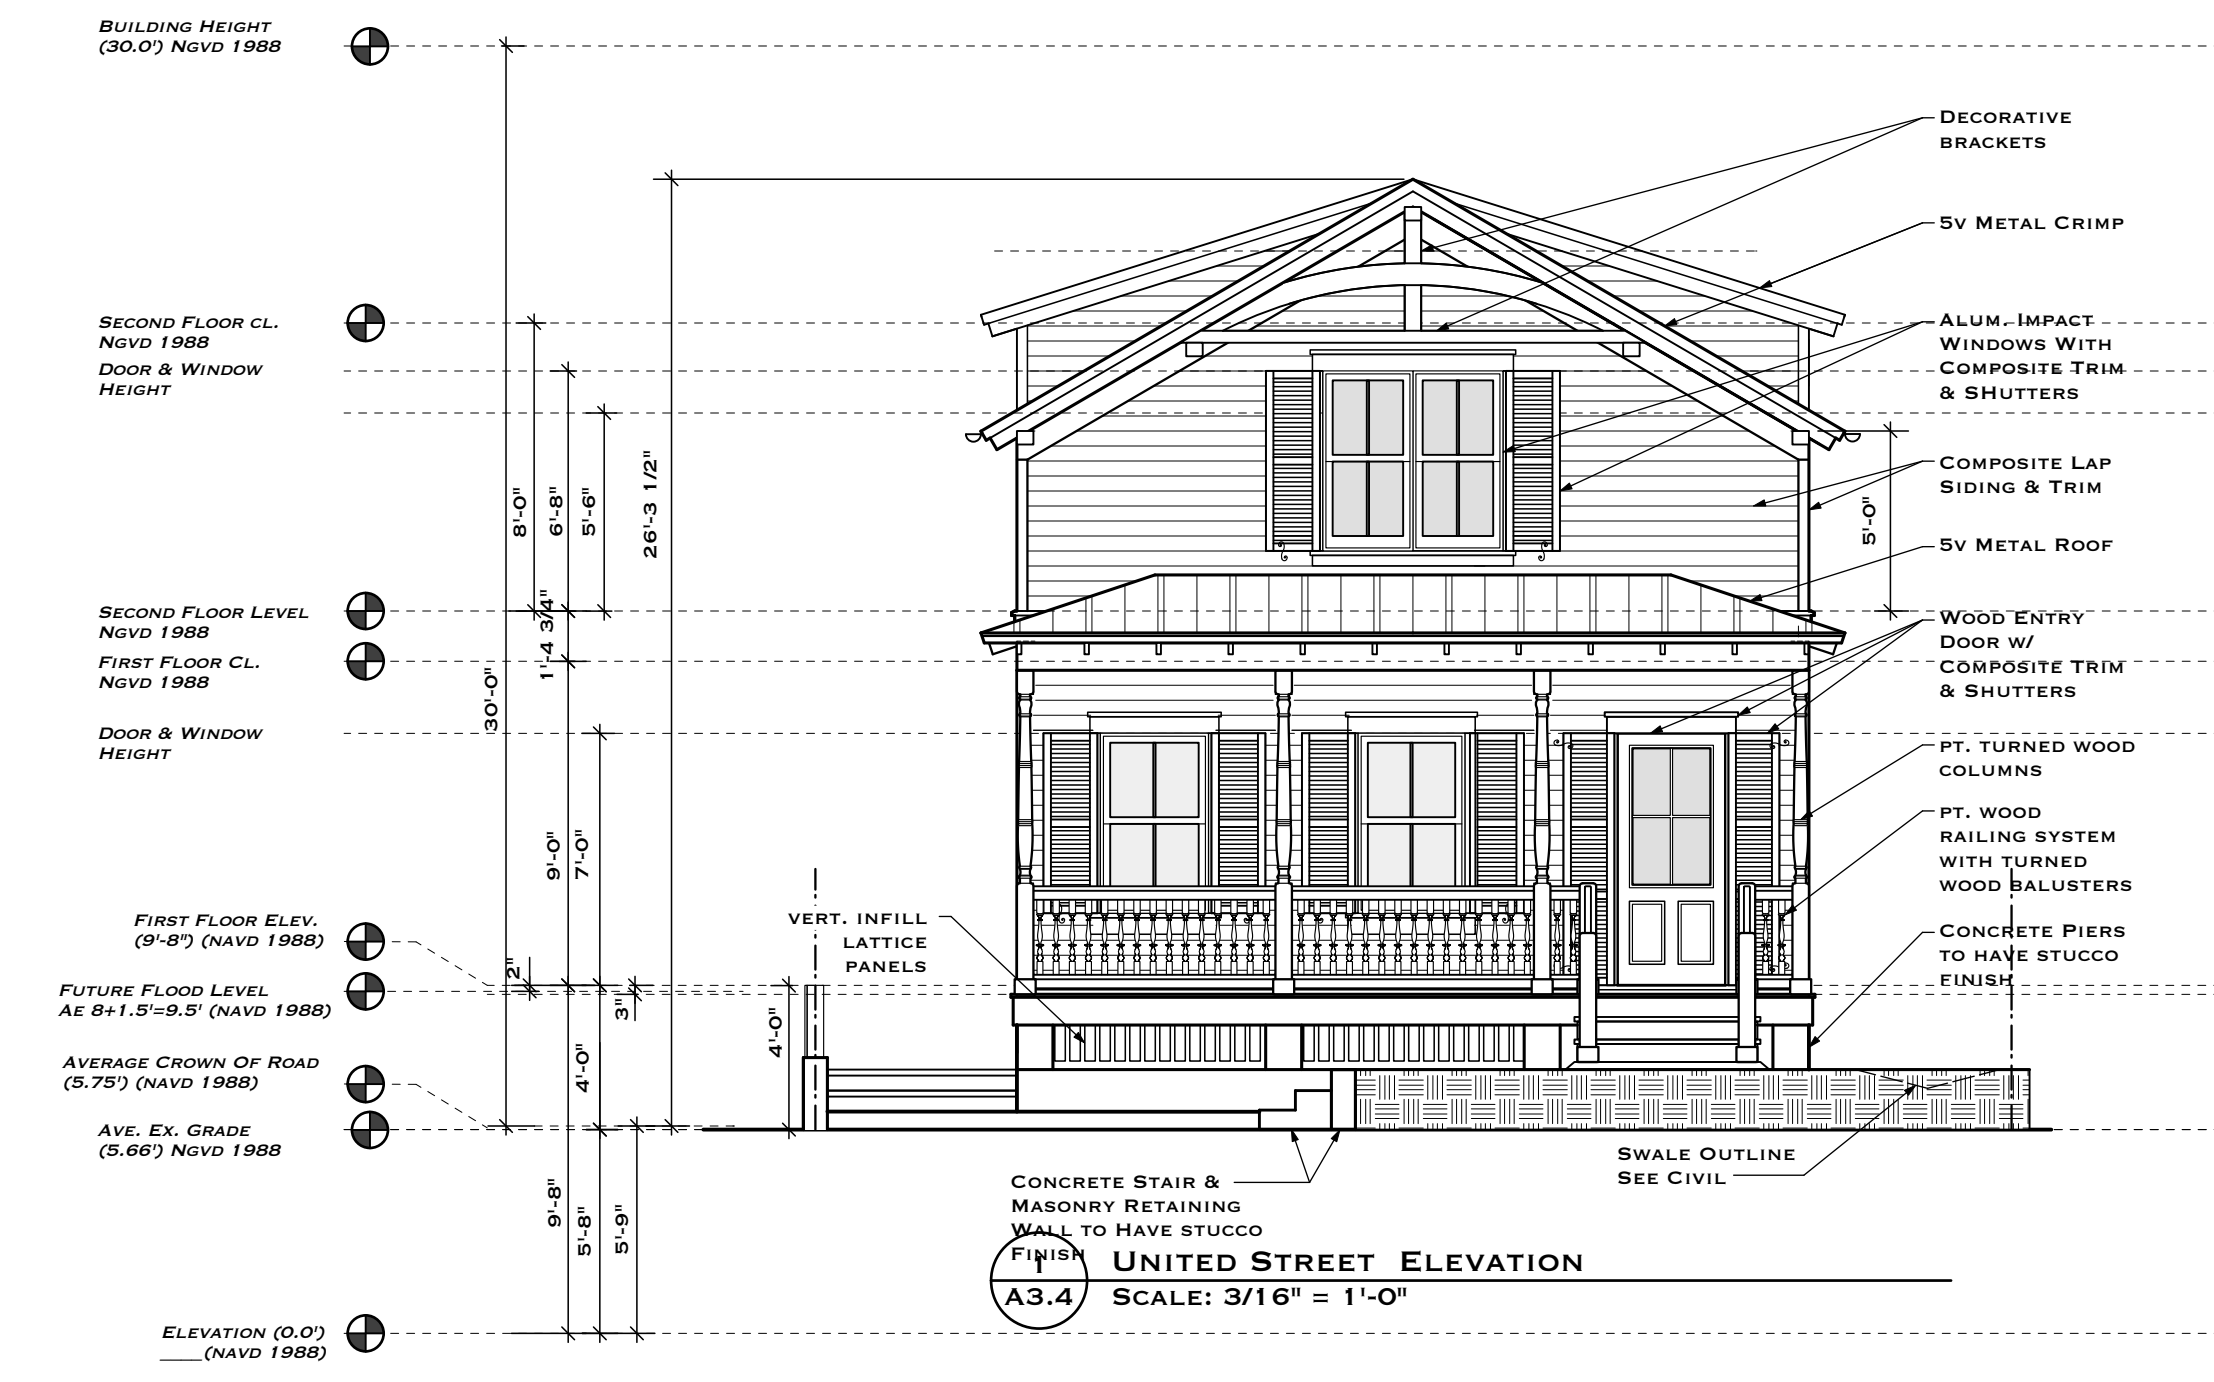 BUILDING HEIGHT
(30.0') NGVD 1988
SECOND FLOOR CL.
NGVD 1988
DOOR & WINDOW
HEIGHT
SECOND FLOOR LEVEL
NGVD 1988
FIRST FLOOR CL.
NGVD 1988
DOOR & WINDOW
HEIGHT
FIRST FLOOR ELEV.
(9'-8") (NAVD 1988)
FUTURE FLOOD LEVEL
AE 8+1.5'=9.5' (NAVD 1988)
AVERAGE CROWN OF ROAD
(5.75') (NAVD 1988)
AVE. EX. GRADE
(5.66') NGVD 1988
ELEVATION (0.0')
____(NAVD 1988)
30'-0"
8'-0"
6'-8"
5'-6"
26'-3 1/2"
1'-4 3/4"
9'-0"
7'-0"
2"
3"
4'-0"
4'-0"
9'-8"
5'-8"
5'-9"
5'-0"
VERT. INFILL
LATTICE
PANELS
DECORATIVE
BRACKETS
5V METAL CRIMP
ALUM. IMPACT
WINDOWS WITH
COMPOSITE TRIM
& SHUTTERS
COMPOSITE LAP
SIDING & TRIM
5V METAL ROOF
WOOD ENTRY
DOOR W/
COMPOSITE TRIM
& SHUTTERS
PT. TURNED WOOD
COLUMNS
PT. WOOD
RAILING SYSTEM
WITH TURNED
WOOD BALUSTERS
CONCRETE PIERS
TO HAVE STUCCO
FINISH
SWALE OUTLINE
SEE CIVIL
CONCRETE STAIR &
MASONRY RETAINING
WALL TO HAVE STUCCO
FINISH
1
A3.4
UNITED STREET ELEVATION
SCALE: 3/16" = 1'-0"